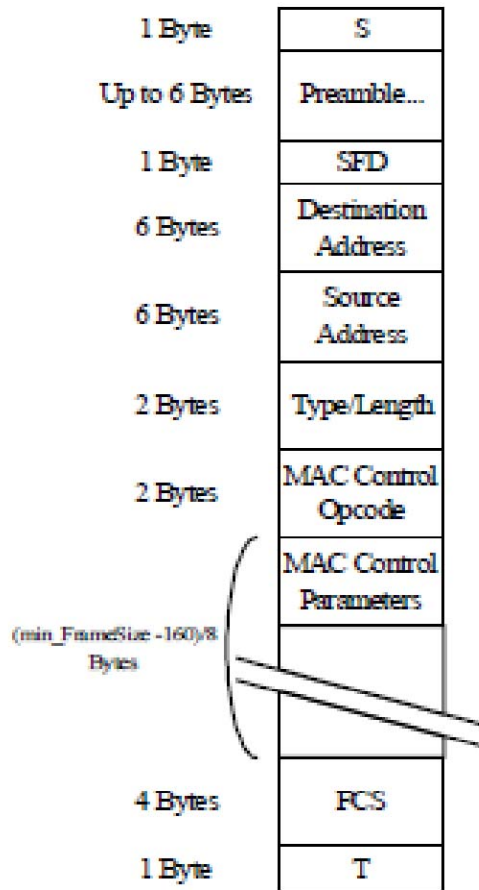 1 Byte S
Up to 6 Bytes Preamble...
1 Byte SFD
6 Bytes Destination
Address
6 Bytes Source
Address
2 Bytes Type/Length
2 Bytes MAC Control
Opcode
MAC Control
Parameters
(min_FrameSize -160)/8
Bytes
4 Bytes FCS
1 Byte T